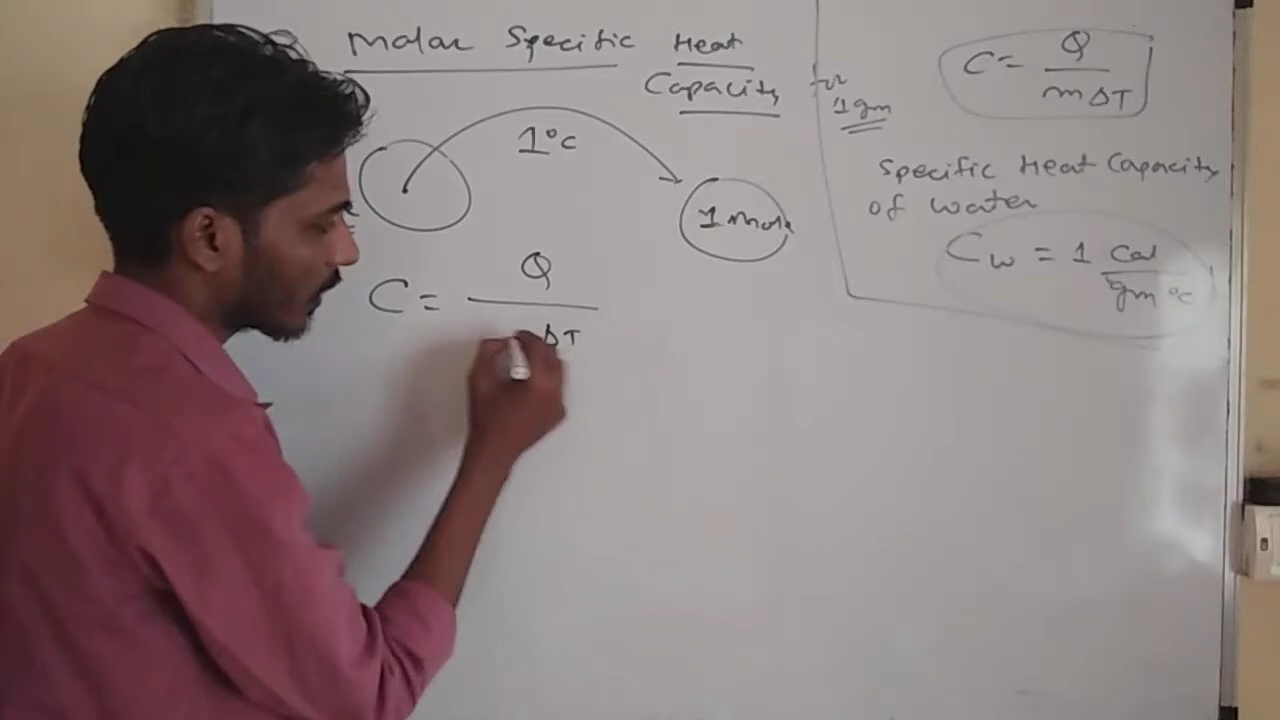 Molar Specific Heat
Capacity
1°c
1 mole
C = Q
ΔT
for
1 gm
C = Q
m ΔT
Specific Heat Capacity
of water
Cw = 1 Cal
gm °c